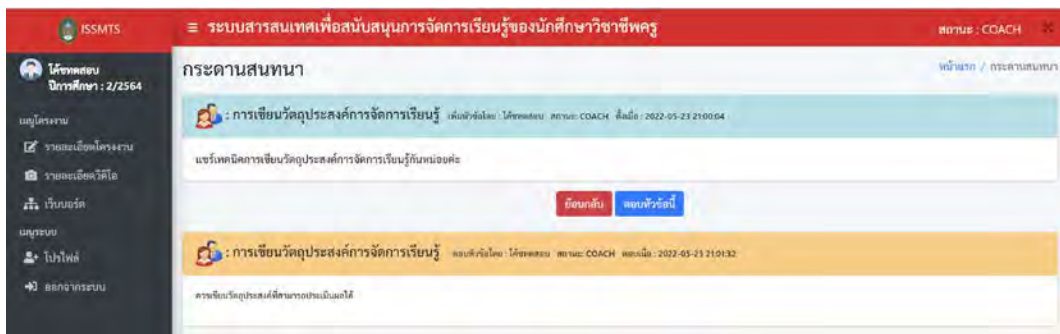 ISSMTS
≡ ระบบสารสนเทศเพื่อสนับสนุนการจัดการเรียนรู้ของนักศึกษาวิชาชีพครู
สถานะ : COACH
โค้ชทดสอบ
ปีการศึกษา : 2/2564
กระดานสนทนา
หน้าแรก / กระดานสนทนา
เมนูโครงงาน
รายละเอียดโครงงาน
รายละเอียดวีดีโอ
เว็บบอร์ด
เมนูระบบ
โปรไฟล์
ออกจากระบบ
: การเขียนวัตถุประสงค์การจัดการเรียนรู้ เพิ่มหัวข้อโดย : โค้ชทดสอบ สถานะ: COACH ตั้งเมื่อ : 2022-05-23 21:00:04
แชร์เทคนิคการเขียนวัตถุประสงค์การจัดการเรียนรู้กันหน่อยค่ะ
ย้อนกลับ ตอบหัวข้อนี้
: การเขียนวัตถุประสงค์การจัดการเรียนรู้ ตอบหัวข้อโดย : โค้ชทดสอบ สถานะ: COACH ตอบเมื่อ : 2022-05-23 21:01:32
ควรเขียนวัตถุประสงค์ที่สามารถประเมินผลได้